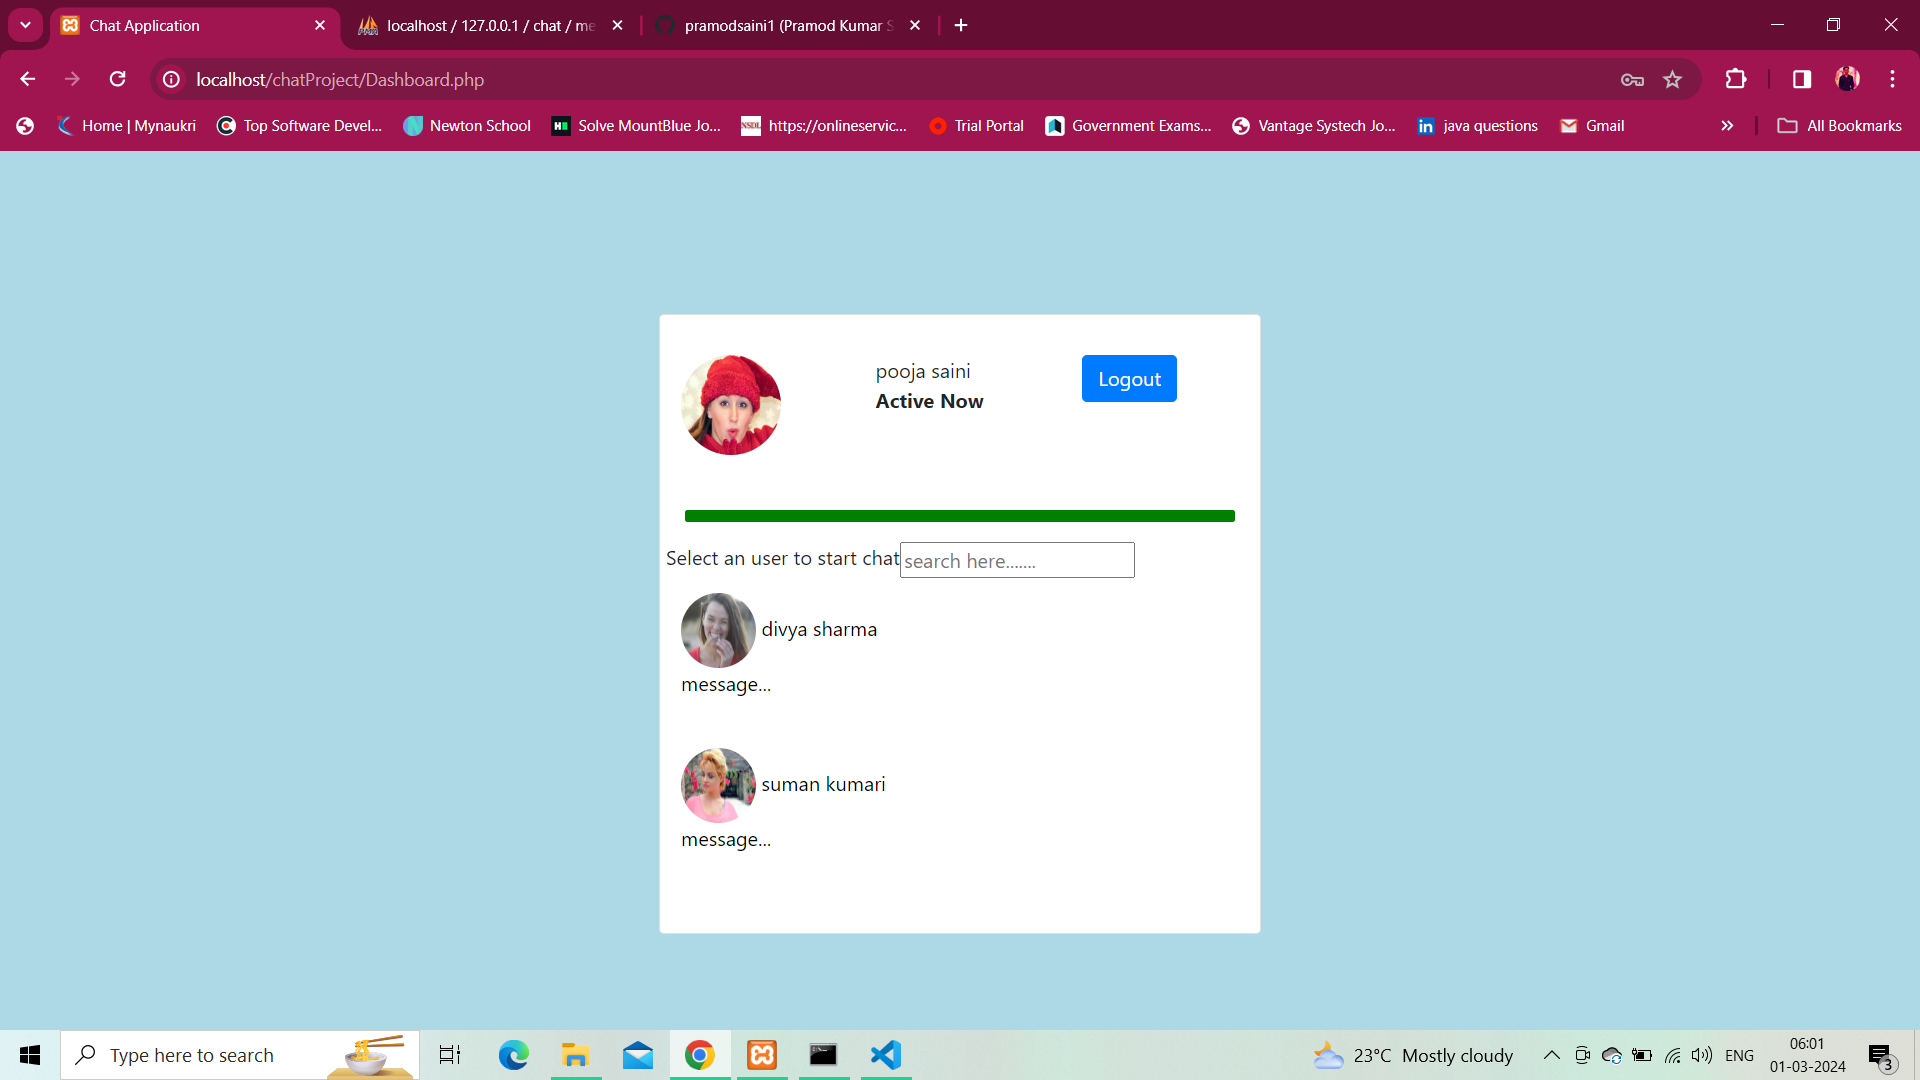 Chat Application
localhost / 127.0.0.1 / chat / me
pramodsaini1 (Pramod Kumar S
localhost/chatProject/Dashboard.php
Home | Mynaukri
Top Software Devel...
Newton School
Solve MountBlue Jo...
NSDL
https://onlineservic...
Trial Portal
Government Exams...
Vantage Systech Jo...
java questions
Gmail
All Bookmarks
pooja saini
Active Now
Logout
Select an user to start chat
search here.......
divya sharma
message...
suman kumari
message...
Type here to search
23°C Mostly cloudy
ENG
06:01
01-03-2024
3